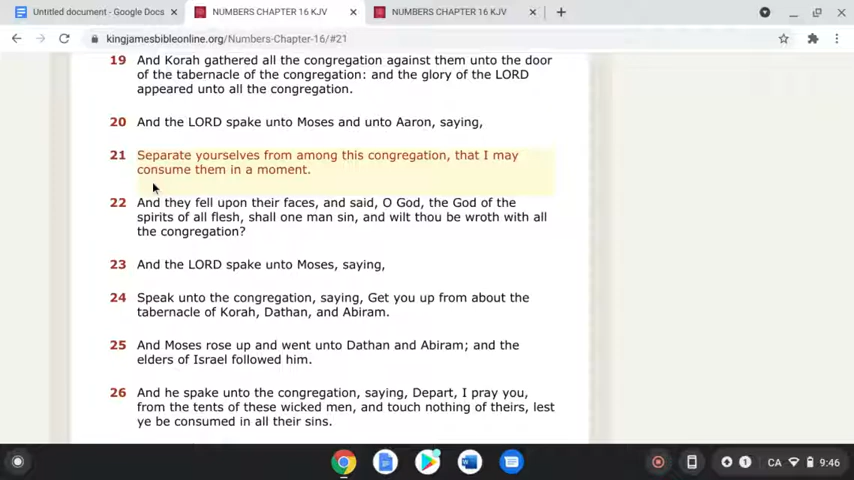 Untitled document - Google Docs
NUMBERS CHAPTER 16 KJV
NUMBERS CHAPTER 16 KJV
kingjamesbibleonline.org/Numbers-Chapter-16/#21
19 And Korah gathered all the congregation against them unto the door
of the tabernacle of the congregation: and the glory of the LORD
appeared unto all the congregation.
20 And the LORD spake unto Moses and unto Aaron, saying,
21 Separate yourselves from among this congregation, that I may
consume them in a moment.
22 And they fell upon their faces, and said, O God, the God of the
spirits of all flesh, shall one man sin, and wilt thou be wroth with all
the congregation?
23 And the LORD spake unto Moses, saying,
24 Speak unto the congregation, saying, Get you up from about the
tabernacle of Korah, Dathan, and Abiram.
25 And Moses rose up and went unto Dathan and Abiram; and the
elders of Israel followed him.
26 And he spake unto the congregation, saying, Depart, I pray you,
from the tents of these wicked men, and touch nothing of theirs, lest
ye be consumed in all their sins.
1 CA 9:46